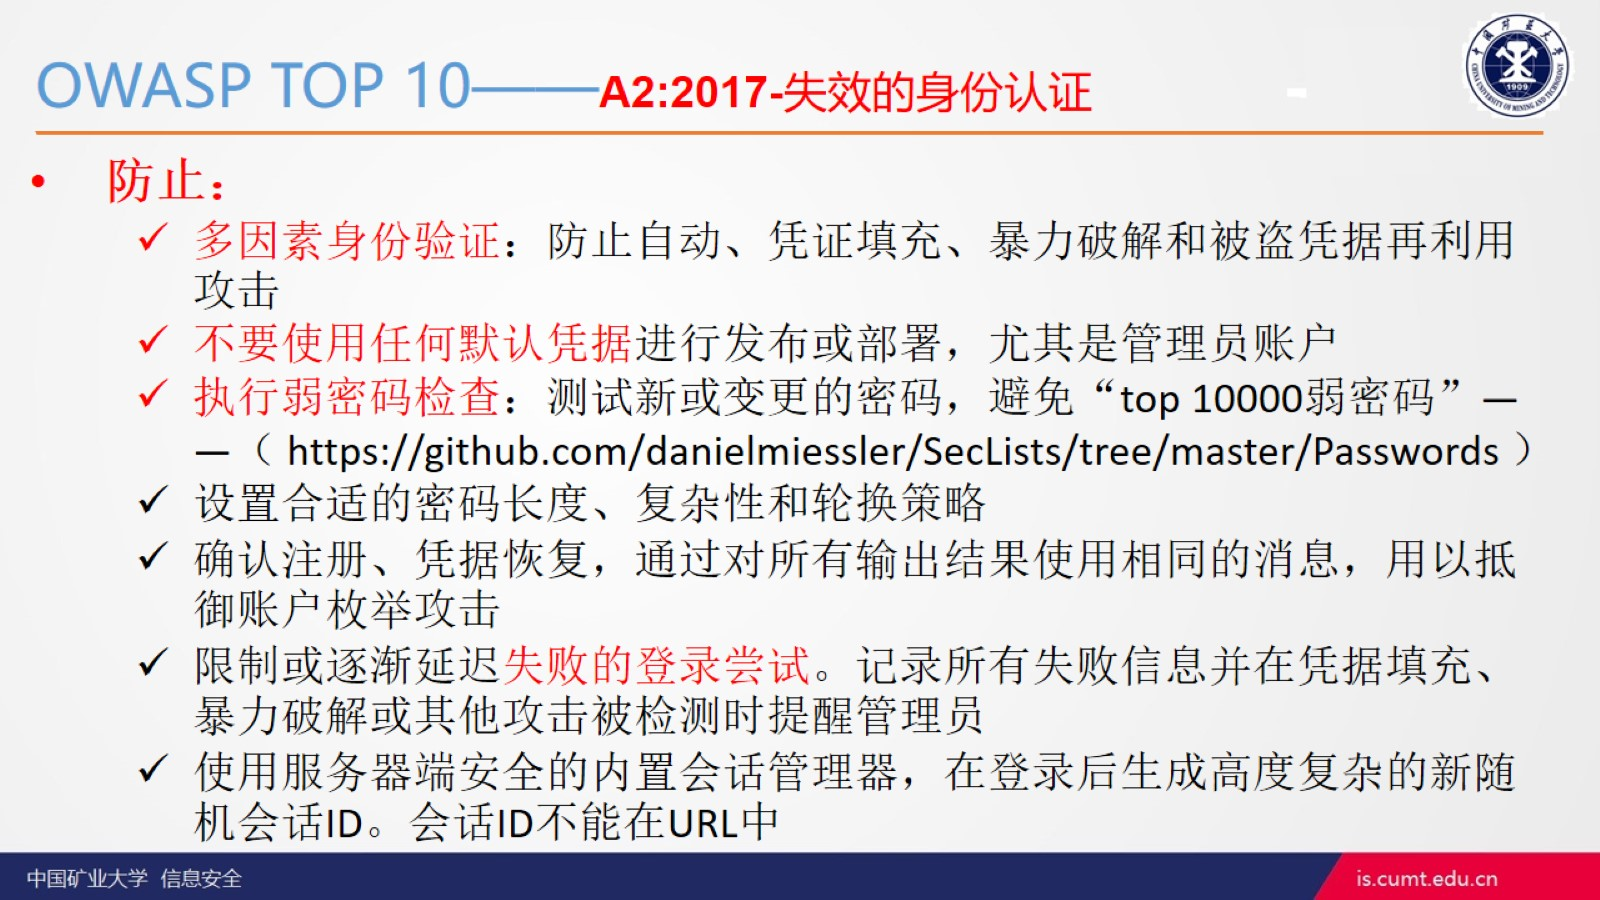 OWASP TOP 10——A2:2017-失效的身份认证
• 防止：
✓ 多因素身份验证：防止自动、凭证填充、暴力破解和被盗凭据再利用
攻击
✓ 不要使用任何默认凭据进行发布或部署，尤其是管理员账户
✓ 执行弱密码检查：测试新或变更的密码，避免“top 10000弱密码”—
—（ https://github.com/danielmiessler/SecLists/tree/master/Passwords ）
✓ 设置合适的密码长度、复杂性和轮换策略
✓ 确认注册、凭据恢复，通过对所有输出结果使用相同的消息，用以抵
御账户枚举攻击
✓ 限制或逐渐延迟失败的登录尝试。记录所有失败信息并在凭据填充、
暴力破解或其他攻击被检测时提醒管理员
✓ 使用服务器端安全的内置会话管理器，在登录后生成高度复杂的新随
机会话ID。会话ID不能在URL中
中国矿业大学 信息安全
is.cumt.edu.cn
中国矿业大学
CHINA UNIVERSITY OF MINING AND TECHNOLOGY
1909